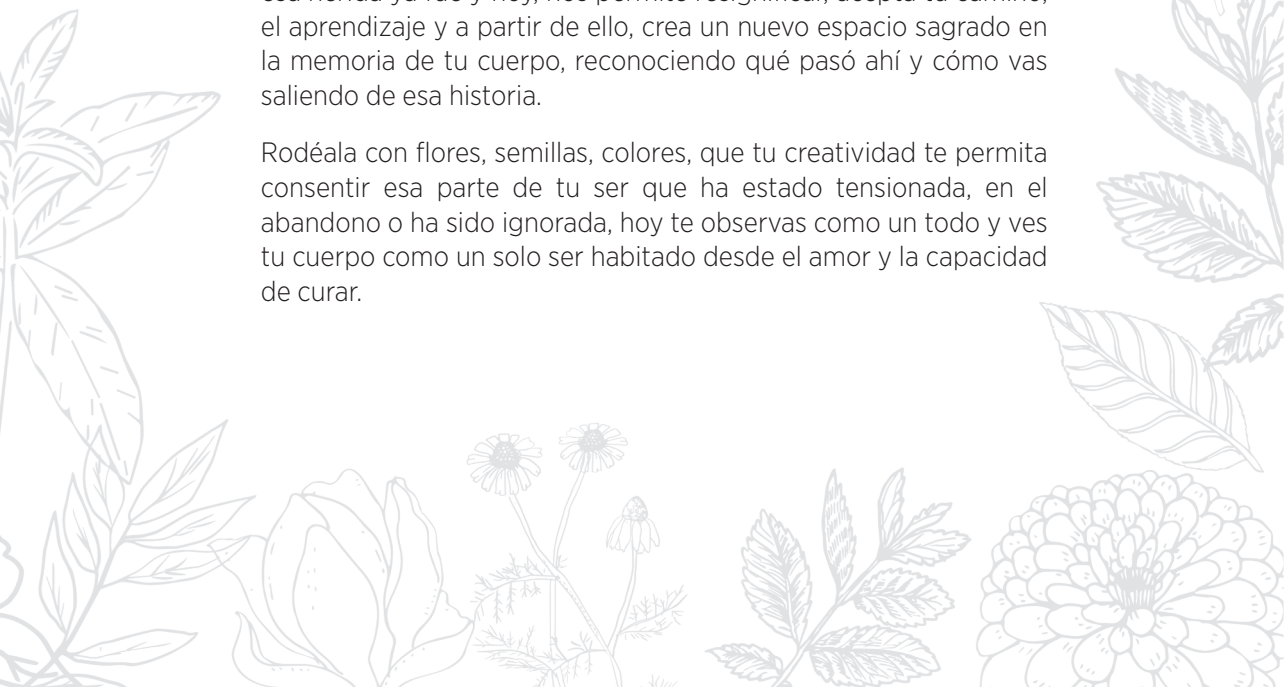 el aprendizaje y a partir de ello, crea un nuevo espacio sagrado en
la memoria de tu cuerpo, reconociendo qué pasó ahí y cómo vas
saliendo de esa historia.
Rodéala con flores, semillas, colores, que tu creatividad te permita
consentir esa parte de tu ser que ha estado tensionada, en el
abandono o ha sido ignorada, hoy te observas como un todo y ves
tu cuerpo como un solo ser habitado desde el amor y la capacidad
de curar.